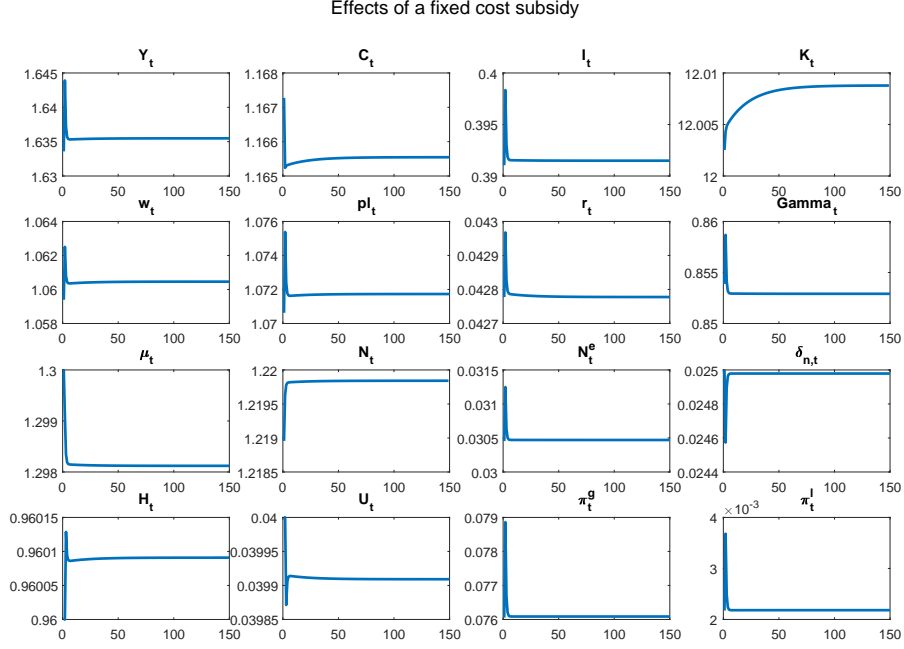 Effects of a fixed cost subsidy
Y_t C_t I_t K_t
1.645 1.64 1.635 1.63
1.168 1.167 1.166 1.165
0.4 0.395 0.39
12.01 12.005 12
0 50 100 150 0 50 100 150 0 50 100 150 0 50 100 150
w_t pl_t r_t Gamma_t
1.064 1.062 1.06 1.058
1.076 1.074 1.072 1.07
0.043 0.0429 0.0428 0.0427
0.86 0.855 0.85
0 50 100 150 0 50 100 150 0 50 100 150 0 50 100 150
μ_t N_t N_t^e δ_{n,t}
1.3 1.299 1.298 1.298
1.22 1.2195 1.219 1.2185
0.0315 0.031 0.0305 0.03
0.025 0.0249 0.0246 0.0244
0 50 100 150 0 50 100 150 0 50 100 150 0 50 100 150
H_t U_t π_t^g π_t^l
0.96015 0.9601 0.96005 0.96
0.04 0.03995 0.0399 0.03985
0.079 0.078 0.077 0.076
×10^-3
4 3 2
0 50 100 150 0 50 100 150 0 50 100 150 0 50 100 150